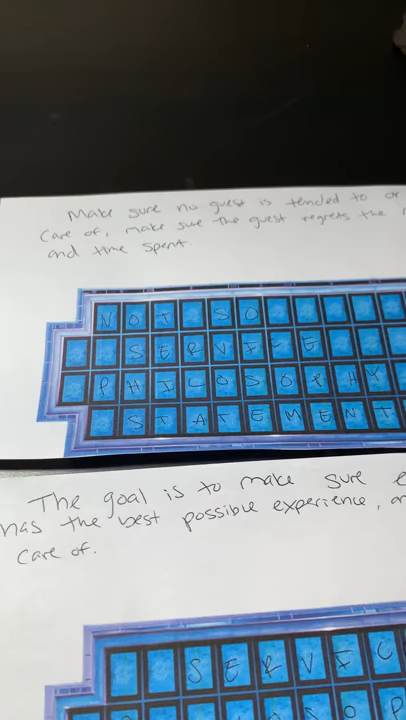 Make sure no guest is tended to or
Care of, make sure the guest regrets the
and time spent.
NOT SO
SERVICE
PHILOSOPHY
STATEMENT
The goal is to make sure
has the best possible experience,
Care of.
SERVIC